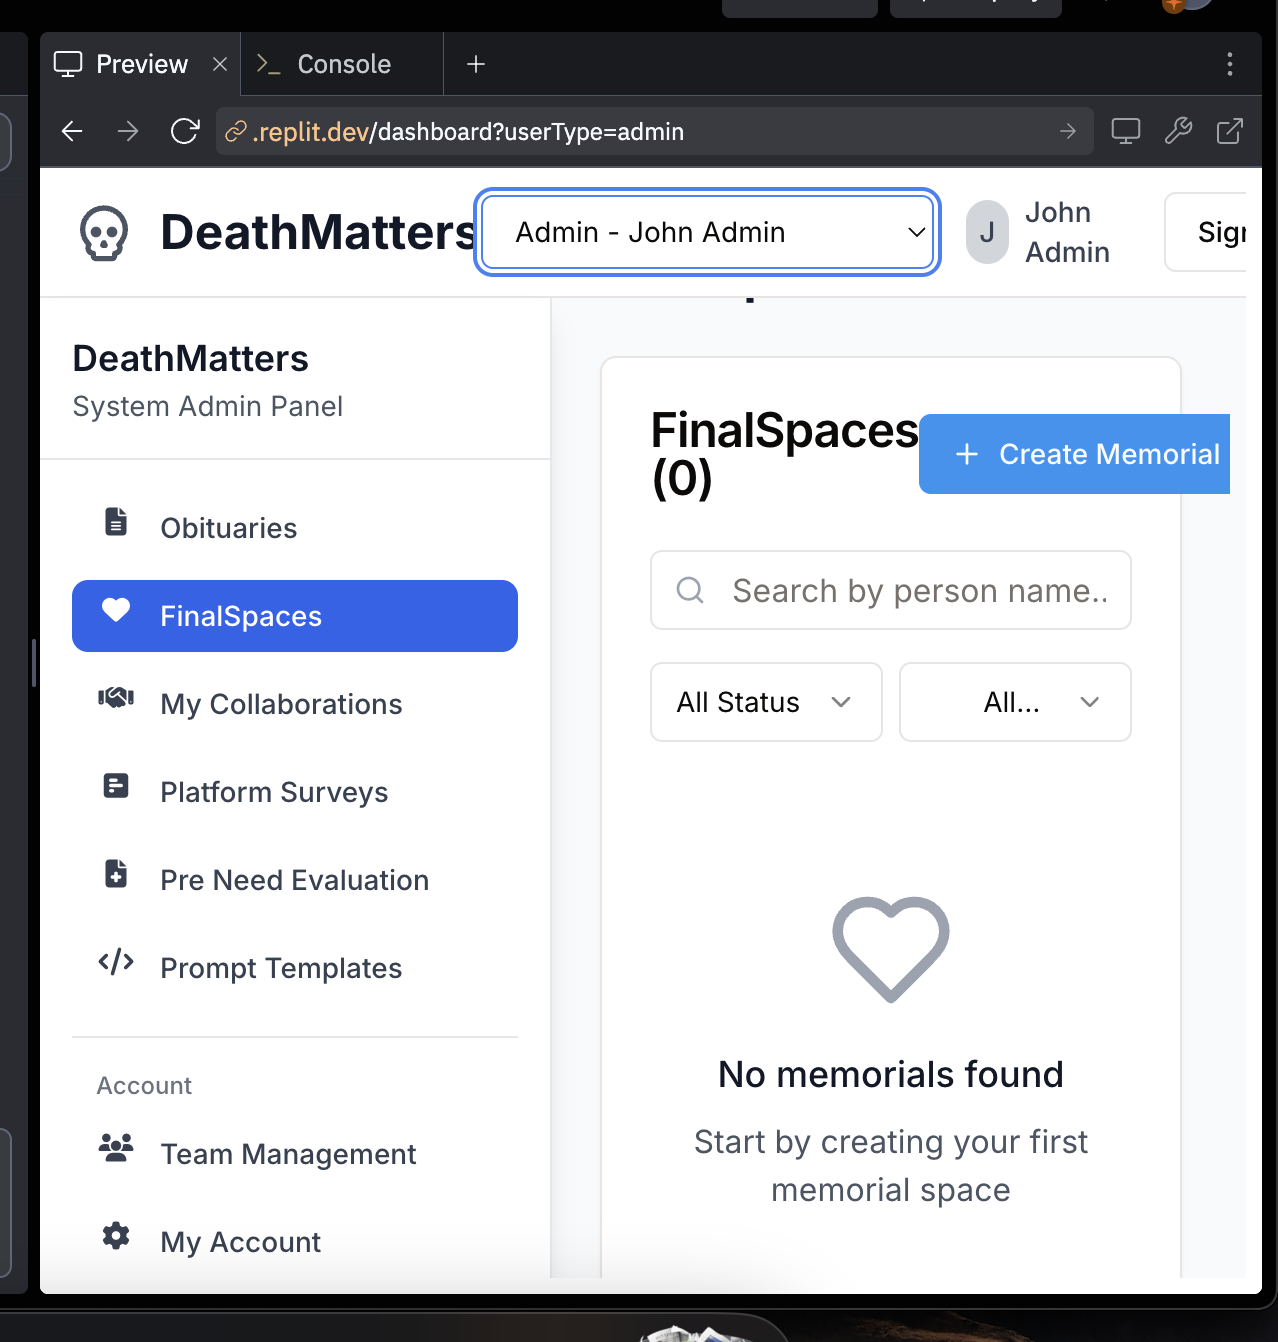 Preview
Console
.replit.dev/dashboard?userType=admin
DeathMatters
Admin - John Admin
J
John
Admin
Sign
DeathMatters
System Admin Panel
Obituaries
FinalSpaces
My Collaborations
Platform Surveys
Pre Need Evaluation
Prompt Templates
Account
Team Management
My Account
FinalSpaces
(0)
Create Memorial
Search by person name..
All Status
All...
No memorials found
Start by creating your first
memorial space